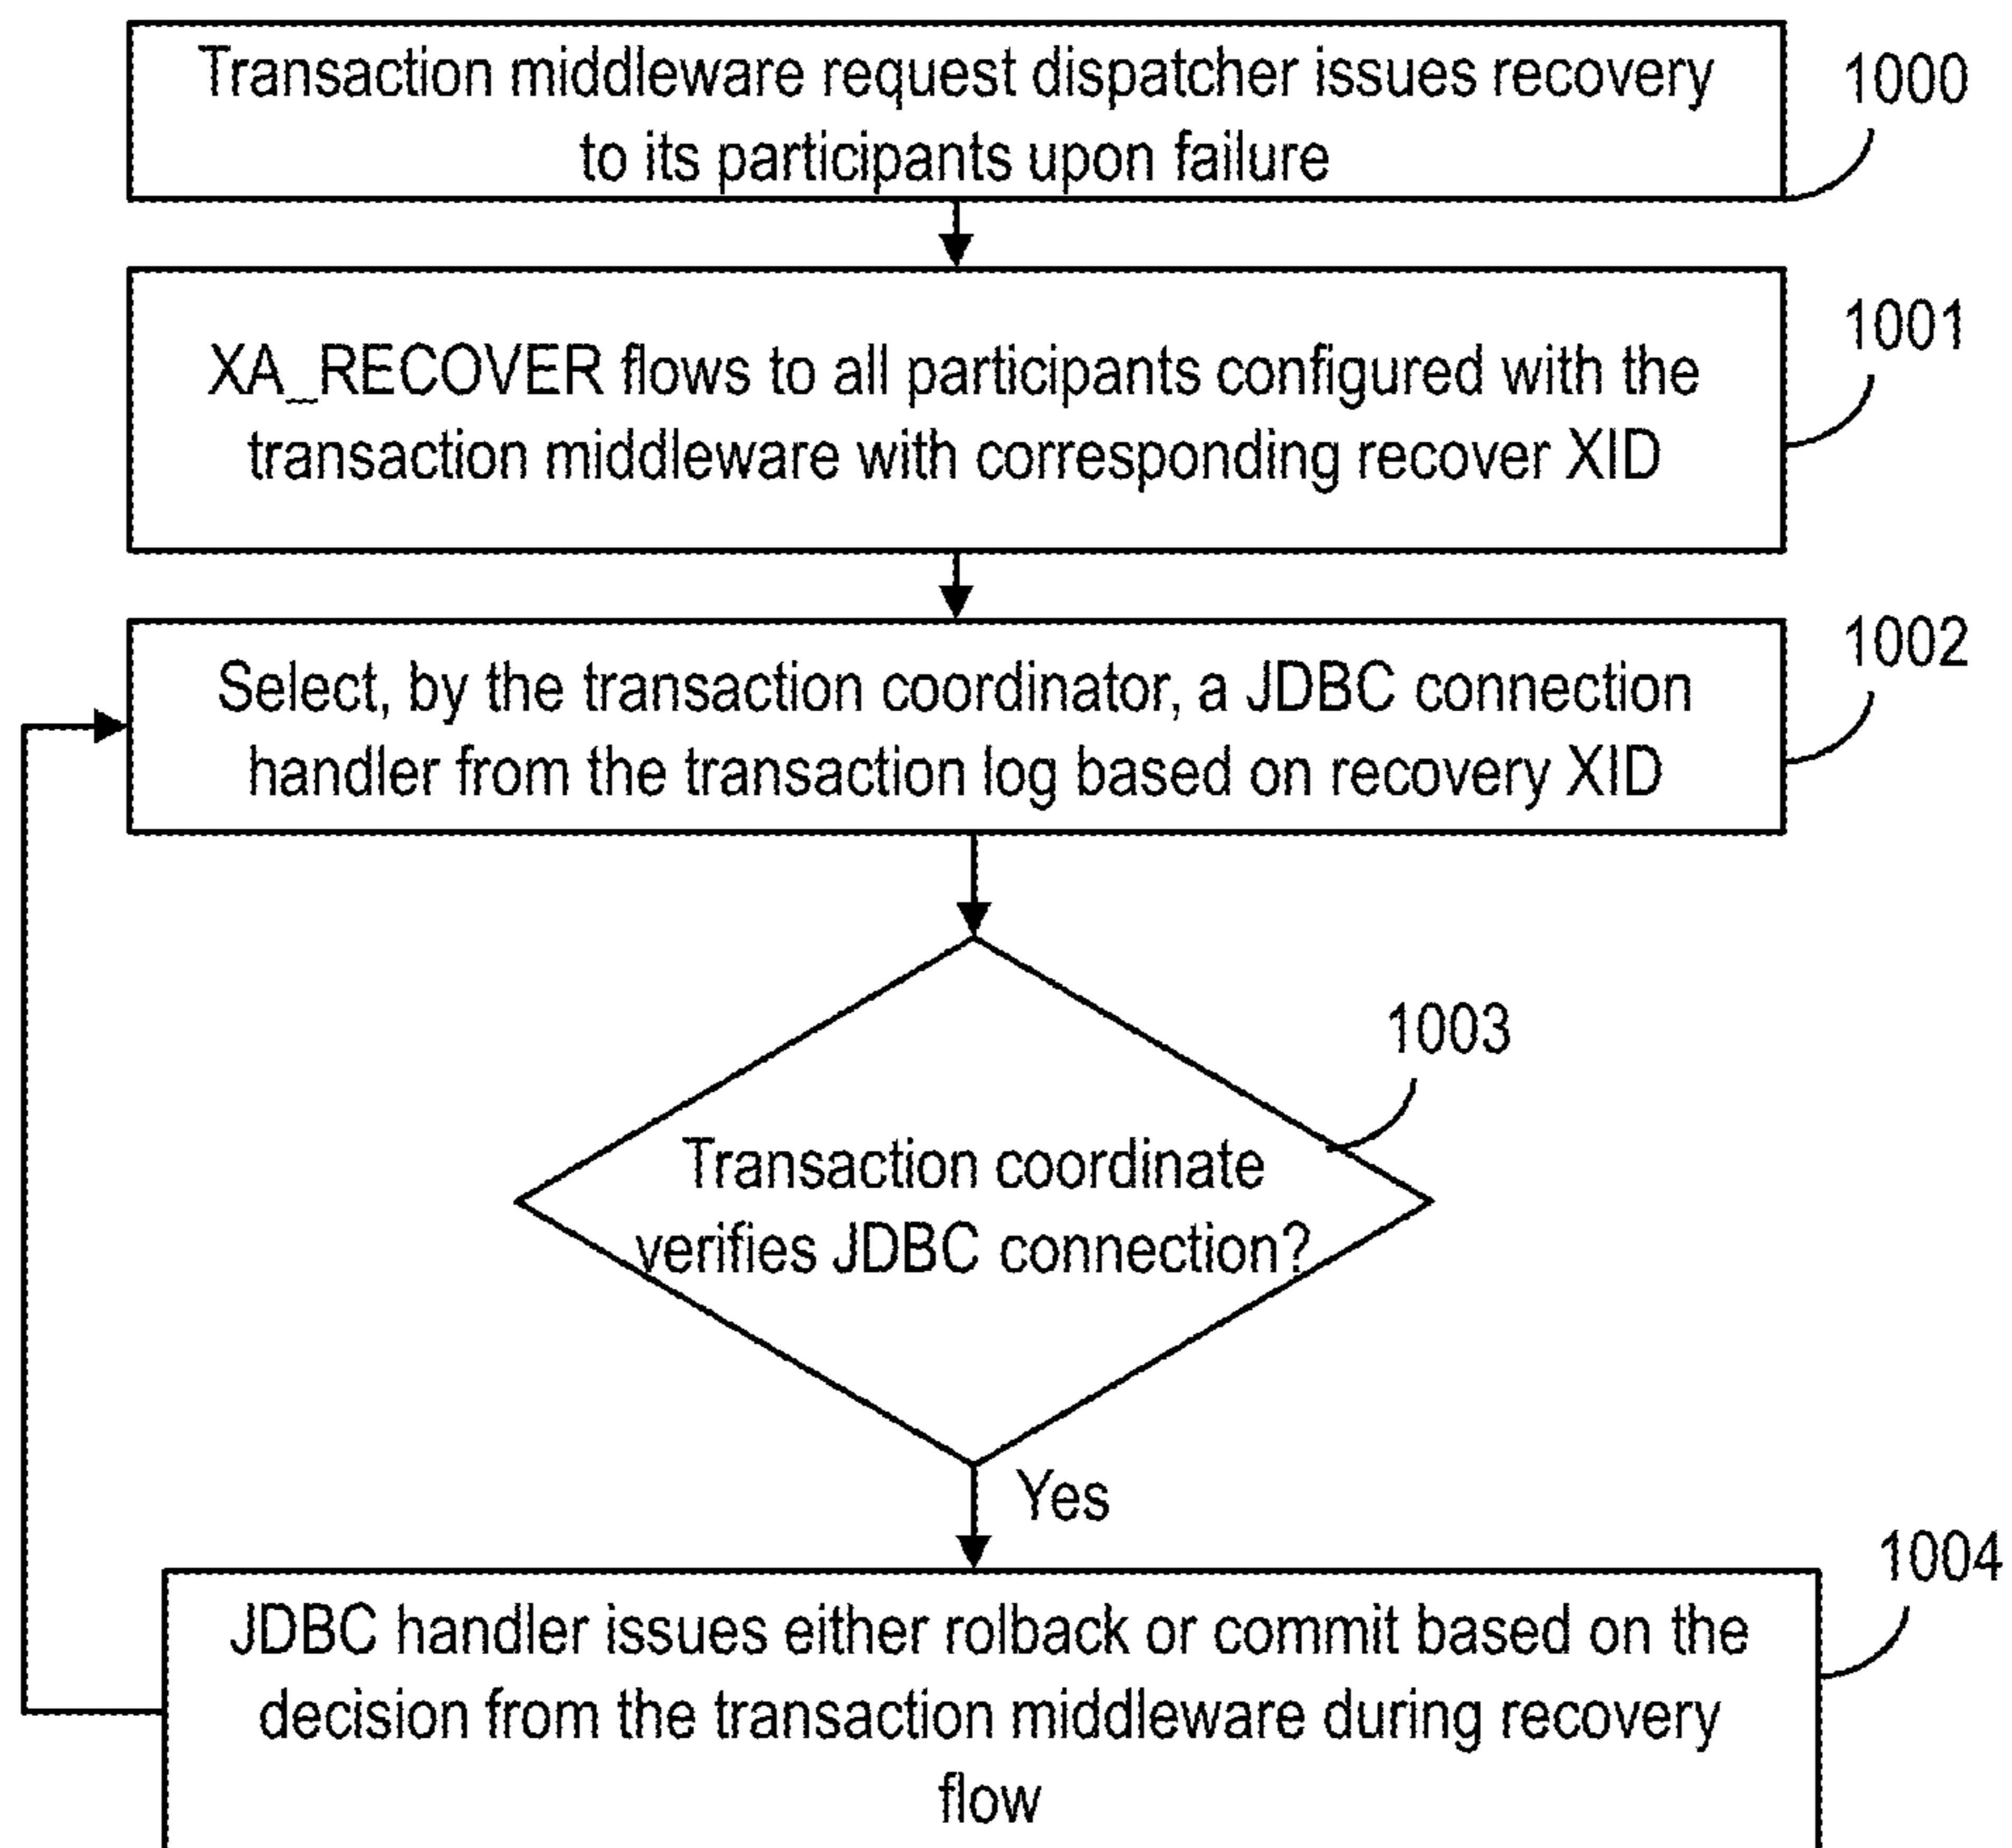 Transaction middleware request dispatcher issues recovery
to its participants upon failure
1000
XA_RECOVER flows to all participants configured with the
transaction middleware with corresponding recover XID
1001
Select, by the transaction coordinator, a JDBC connection
handler from the transaction log based on recovery XID
1002
Transaction coordinate
verifies JDBC connection?
1003
Yes
JDBC handler issues either rolback or commit based on the
decision from the transaction middleware during recovery
flow
1004